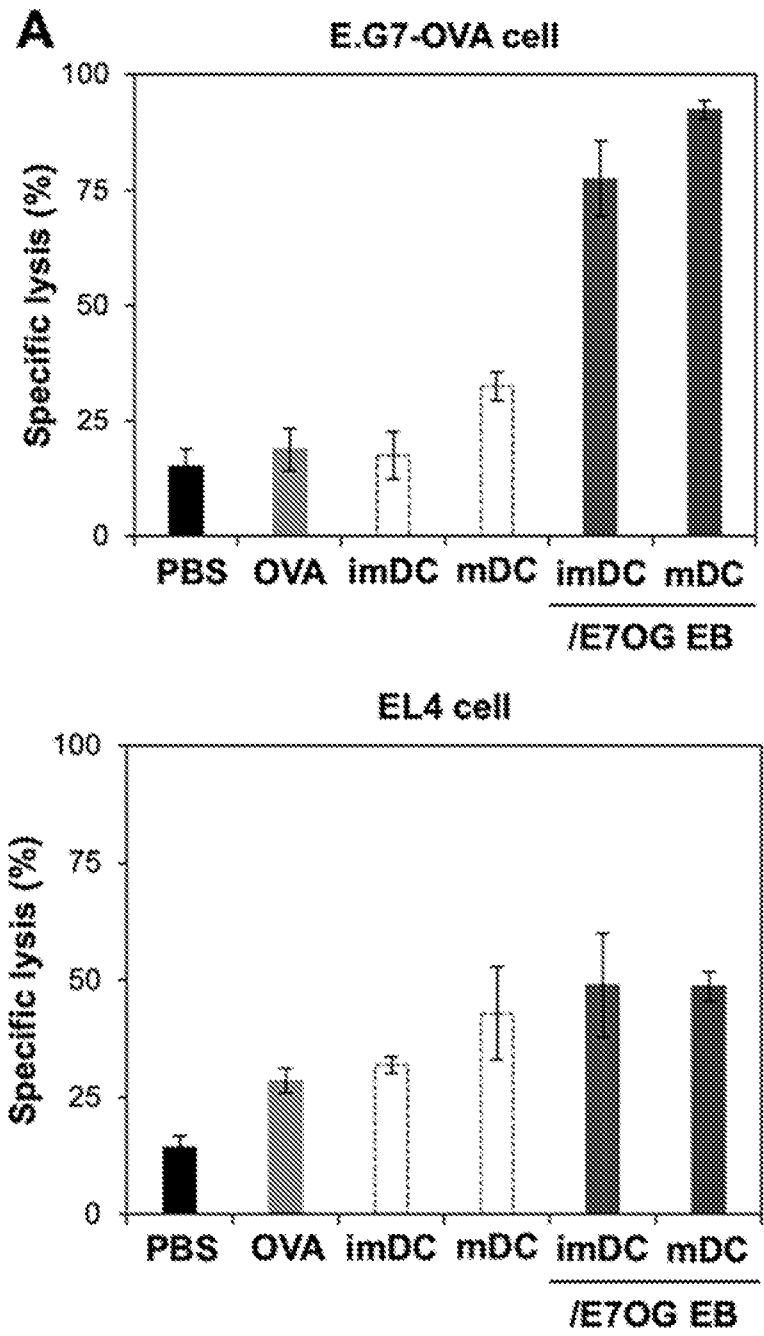 A
E.G7-OVA cell
Specific lysis (%)
100
75
50
25
0
PBS OVA imDC mDC imDC mDC
/E7OG EB
EL4 cell
Specific lysis (%)
100
75
50
25
0
PBS OVA imDC mDC imDC mDC
/E7OG EB